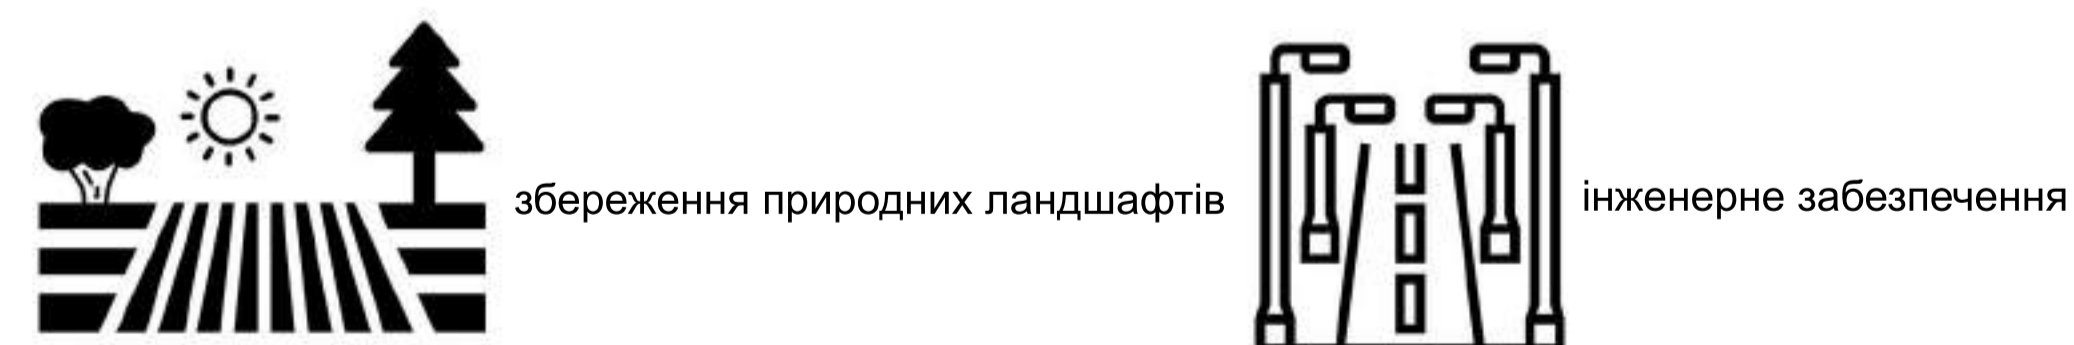 збереження природних ландшафтів
інженерне забезпечення